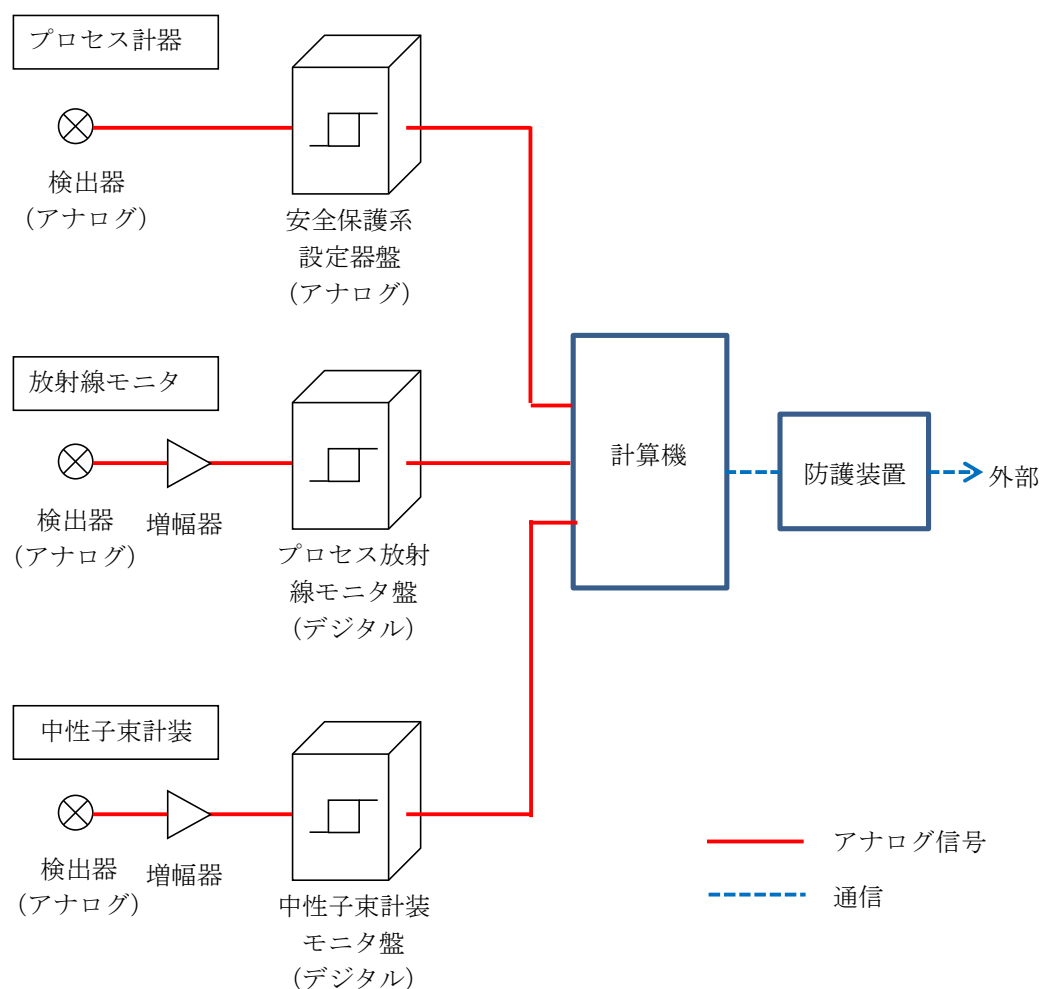 プロセス計器
検出器
(アナログ)
安全保護系
設定器盤
(アナログ)
放射線モニタ
検出器
(アナログ)
増幅器
プロセス放射
線モニタ盤
(デジタル)
中性子束計装
検出器
(アナログ)
増幅器
中性子束計装
モニタ盤
(デジタル)
計算機
防護装置
外部
アナログ信号
通信